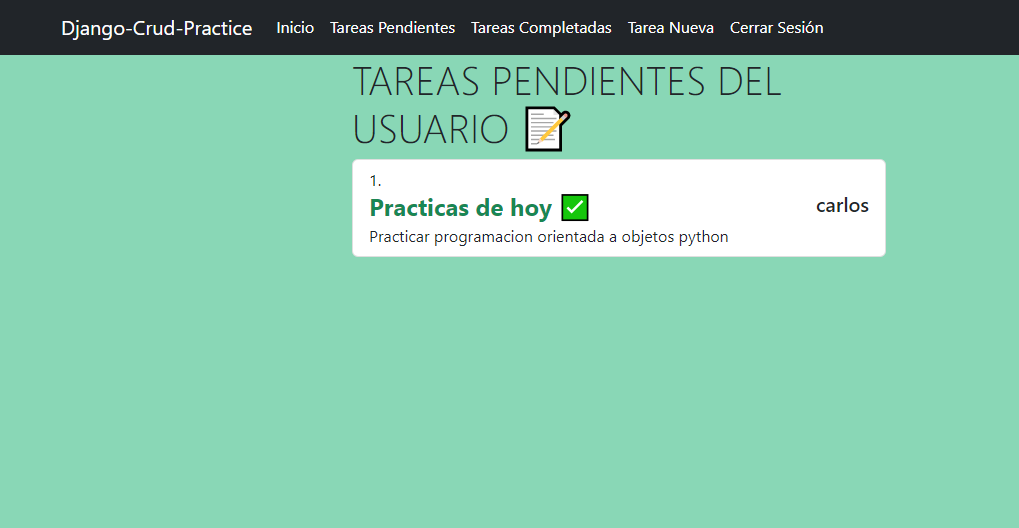 Django-Crud-Practice Inicio Tareas Pendientes Tareas Completadas Tarea Nueva Cerrar Sesión
TAREAS PENDIENTES DEL
USUARIO 📝
1.
Practicas de hoy ✅ carlos
Practicar programacion orientada a objetos python